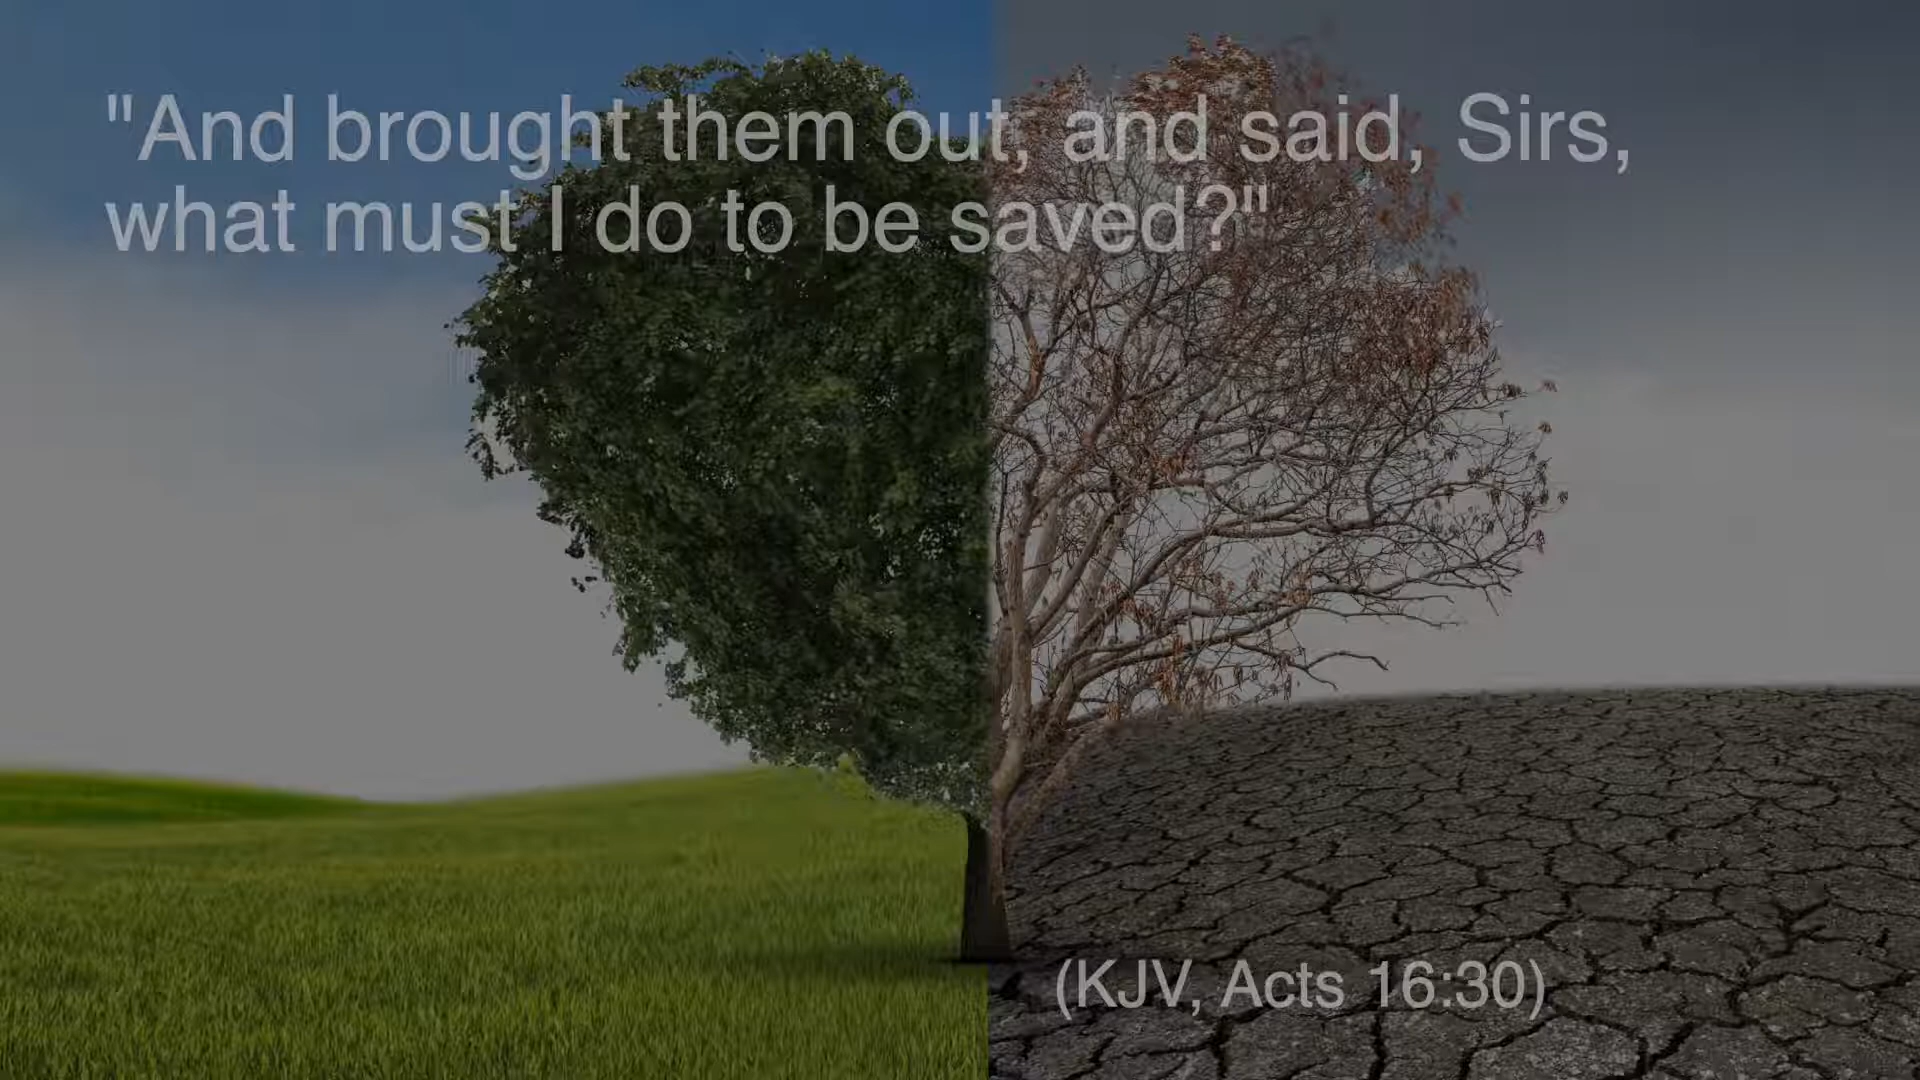 "And brought them out, and said, Sirs,
what must I do to be saved?"
(KJV, Acts 16:30)